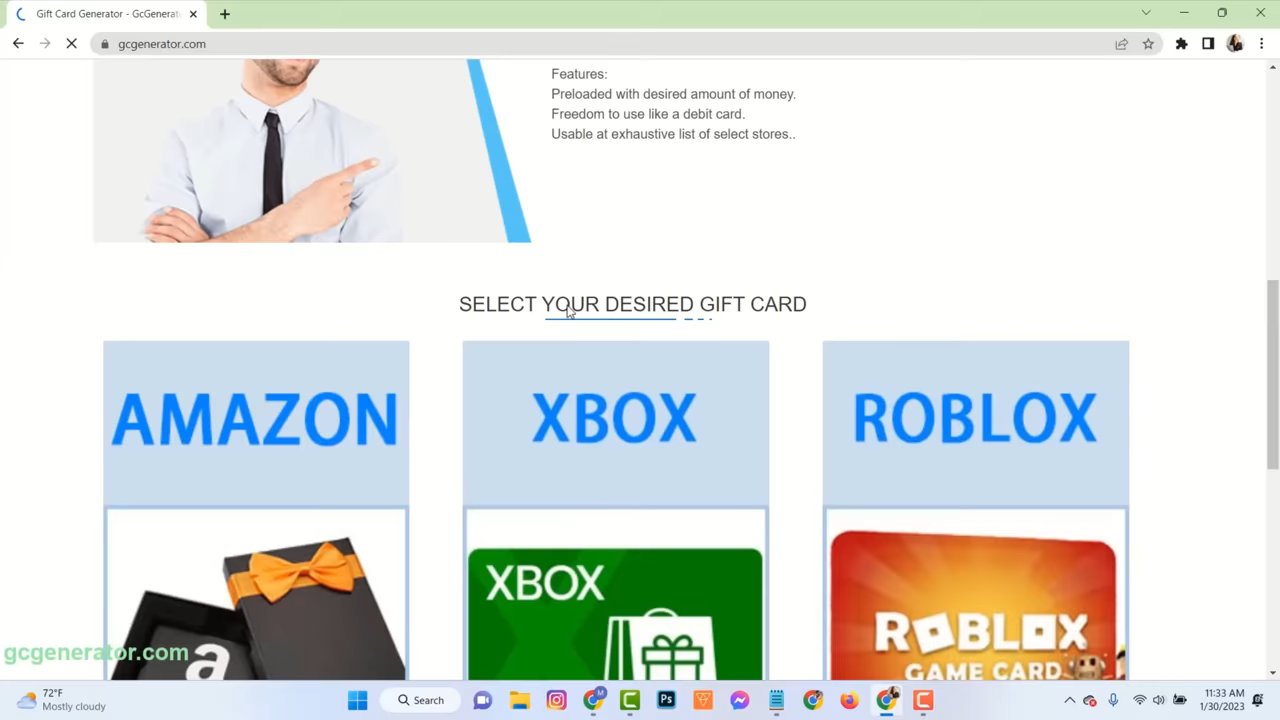 Gift Card Generator - GcGenerat
gcgenerator.com
Features:
Preloaded with desired amount of money.
Freedom to use like a debit card.
Usable at exhaustive list of select stores..
SELECT YOUR DESIRED GIFT CARD
AMAZON XBOX ROBLOX
XBOX
ROBLOX
GAME CARD
a
gcgenerator.com
72°F
Mostly cloudy
Search
M
Ps
11:33 AM
1/30/2023